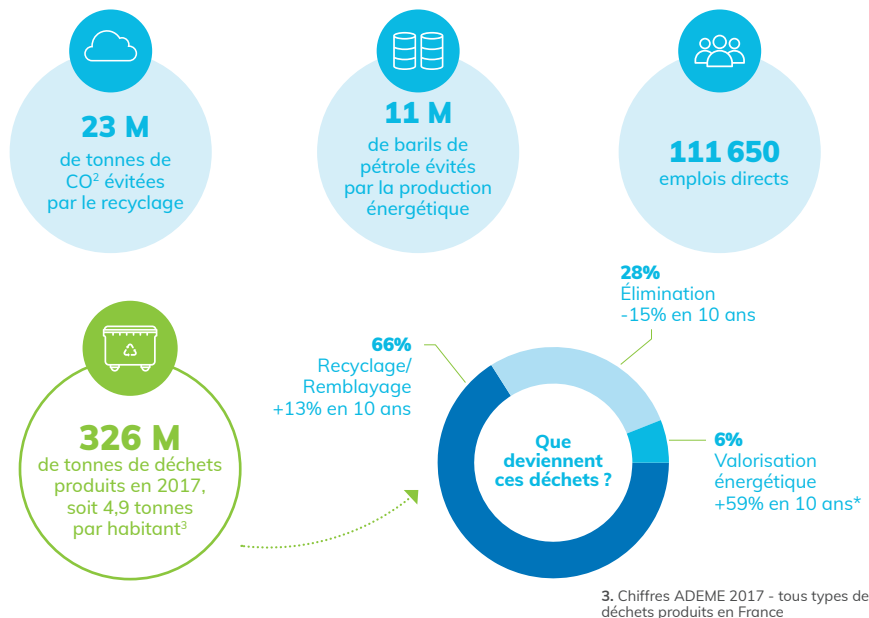 23 M
de tonnes de
CO² évitées
par le recyclage
11 M
de barils de
pétrole évités
par la production
énergétique
111 650
emplois directs
326 M
de tonnes de déchets
produits en 2017,
soit 4,9 tonnes
par habitant³
66%
Recyclage/
Remblayage
+13% en 10 ans
28%
Élimination
-15% en 10 ans
Que
deviennent
ces déchets ?
6%
Valorisation
énergétique
+59% en 10 ans*
3. Chiffres ADEME 2017 - tous types de
déchets produits en France